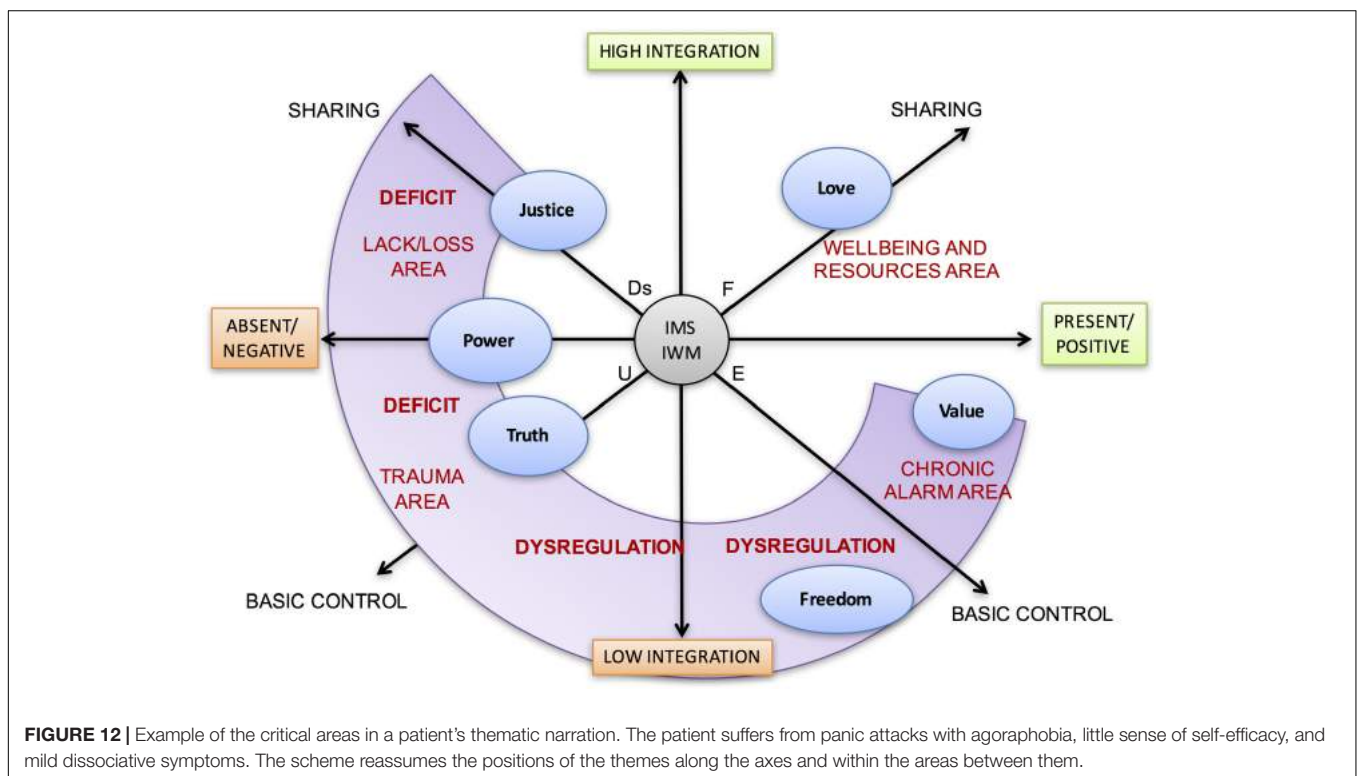 HIGH INTEGRATION
SHARING
SHARING
Love
DEFICIT
Justice
LACK/LOSS
AREA
WELLBEING AND
RESOURCES AREA
Ds
F
ABSENT/
NEGATIVE
Power
IMS
IWM
PRESENT/
POSITIVE
U
E
DEFICIT
Truth
Value
TRAUMA
AREA
CHRONIC
ALARM AREA
DYSREGULATION
DYSREGULATION
BASIC CONTROL
Freedom
BASIC CONTROL
LOW INTEGRATION
FIGURE 12 | Example of the critical areas in a patient's thematic narration. The patient suffers from panic attacks with agoraphobia, little sense of self-efficacy, and
mild dissociative symptoms. The scheme reassumes the positions of the themes along the axes and within the areas between them.